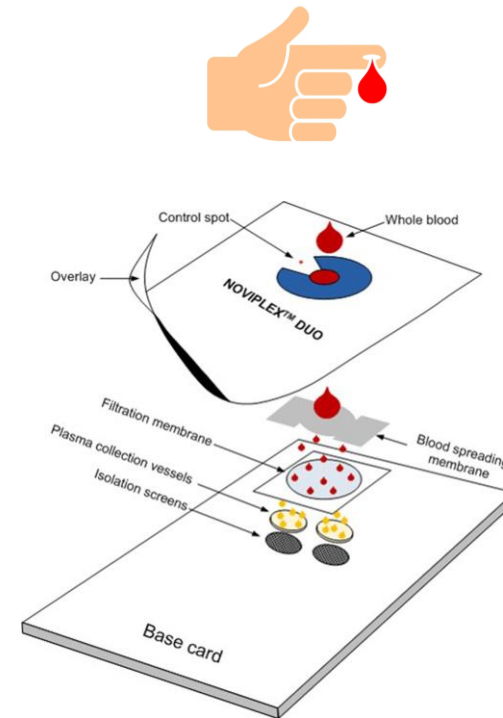 Control spot
Whole blood
Overlay
NOVIPLEX™ DUO
Filtration membrane
Plasma collection vessels
Blood spreading
membrane
Isolation screens
Base card